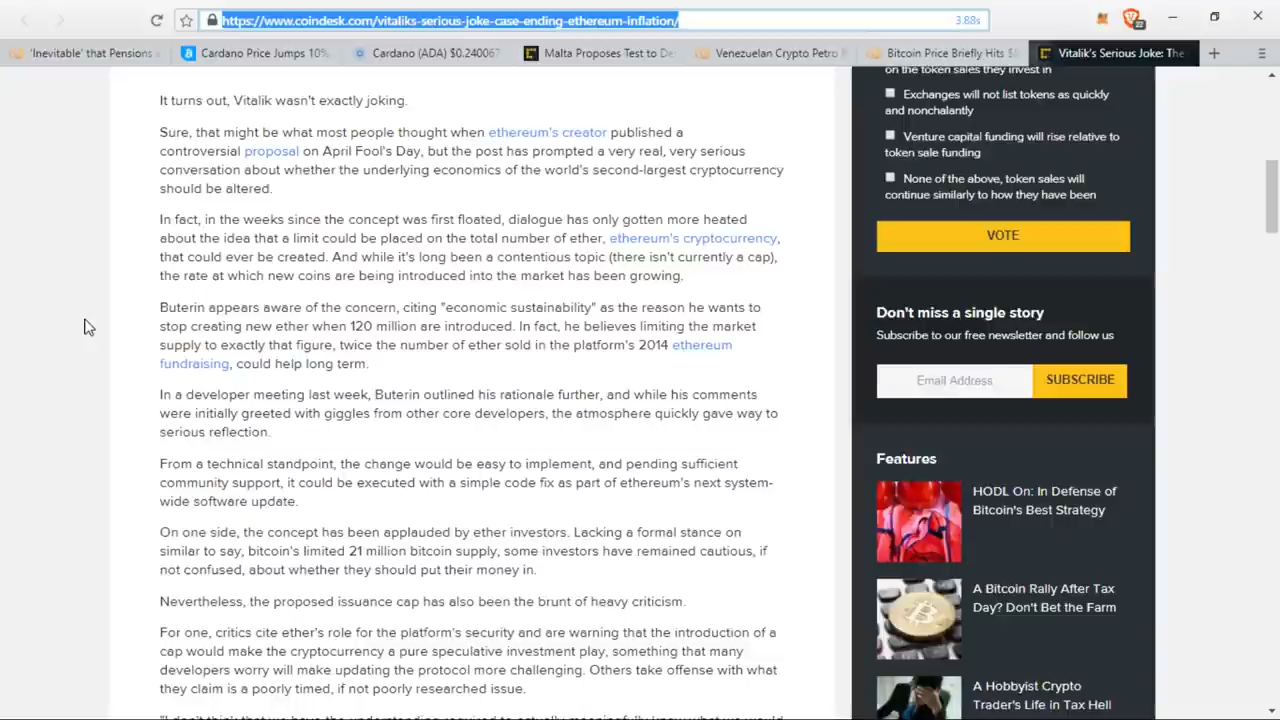 https://www.coindesk.com/vitaliks-serious-joke-case-ending-ethereum-inflation/
3.88s
22
'Inevitable' that Pensions
Cardano Price Jumps 10%
Cardano (ADA) $0.240067
Malta Proposes Test to De
Venezuelan Crypto Petro
Bitcoin Price Briefly Hits $
Vitalik's Serious Joke: The
It turns out, Vitalik wasn't exactly joking.
Sure, that might be what most people thought when ethereum's creator published a
controversial proposal on April Fool's Day, but the post has prompted a very real, very serious
conversation about whether the underlying economics of the world's second-largest cryptocurrency
should be altered.
In fact, in the weeks since the concept was first floated, dialogue has only gotten more heated
about the idea that a limit could be placed on the total number of ether, ethereum's cryptocurrency,
that could ever be created. And while it's long been a contentious topic (there isn't currently a cap),
the rate at which new coins are being introduced into the market has been growing.
Buterin appears aware of the concern, citing "economic sustainability" as the reason he wants to
stop creating new ether when 120 million are introduced. In fact, he believes limiting the market
supply to exactly that figure, twice the number of ether sold in the platform's 2014 ethereum
fundraising, could help long term.
In a developer meeting last week, Buterin outlined his rationale further, and while his comments
were initially greeted with giggles from other core developers, the atmosphere quickly gave way to
serious reflection.
From a technical standpoint, the change would be easy to implement, and pending sufficient
community support, it could be executed with a simple code fix as part of ethereum's next system-
wide software update.
On one side, the concept has been applauded by ether investors. Lacking a formal stance on
similar to say, bitcoin's limited 21 million bitcoin supply, some investors have remained cautious, if
not confused, about whether they should put their money in.
Nevertheless, the proposed issuance cap has also been the brunt of heavy criticism.
For one, critics cite ether's role for the platform's security and are warning that the introduction of a
cap would make the cryptocurrency a pure speculative investment play, something that many
developers worry will make updating the protocol more challenging. Others take offense with what
they claim is a poorly timed, if not poorly researched issue.
on the token sales they invest in
Exchanges will not list tokens as quickly
and nonchalantly
Venture capital funding will rise relative to
token sale funding
None of the above, token sales will
continue similarly to how they have been
VOTE
Don't miss a single story
Subscribe to our free newsletter and follow us
Email Address
SUBSCRIBE
Features
HODL On: In Defense of
Bitcoin's Best Strategy
A Bitcoin Rally After Tax
Day? Don't Bet the Farm
A Hobbyist Crypto
Trader's Life in Tax Hell